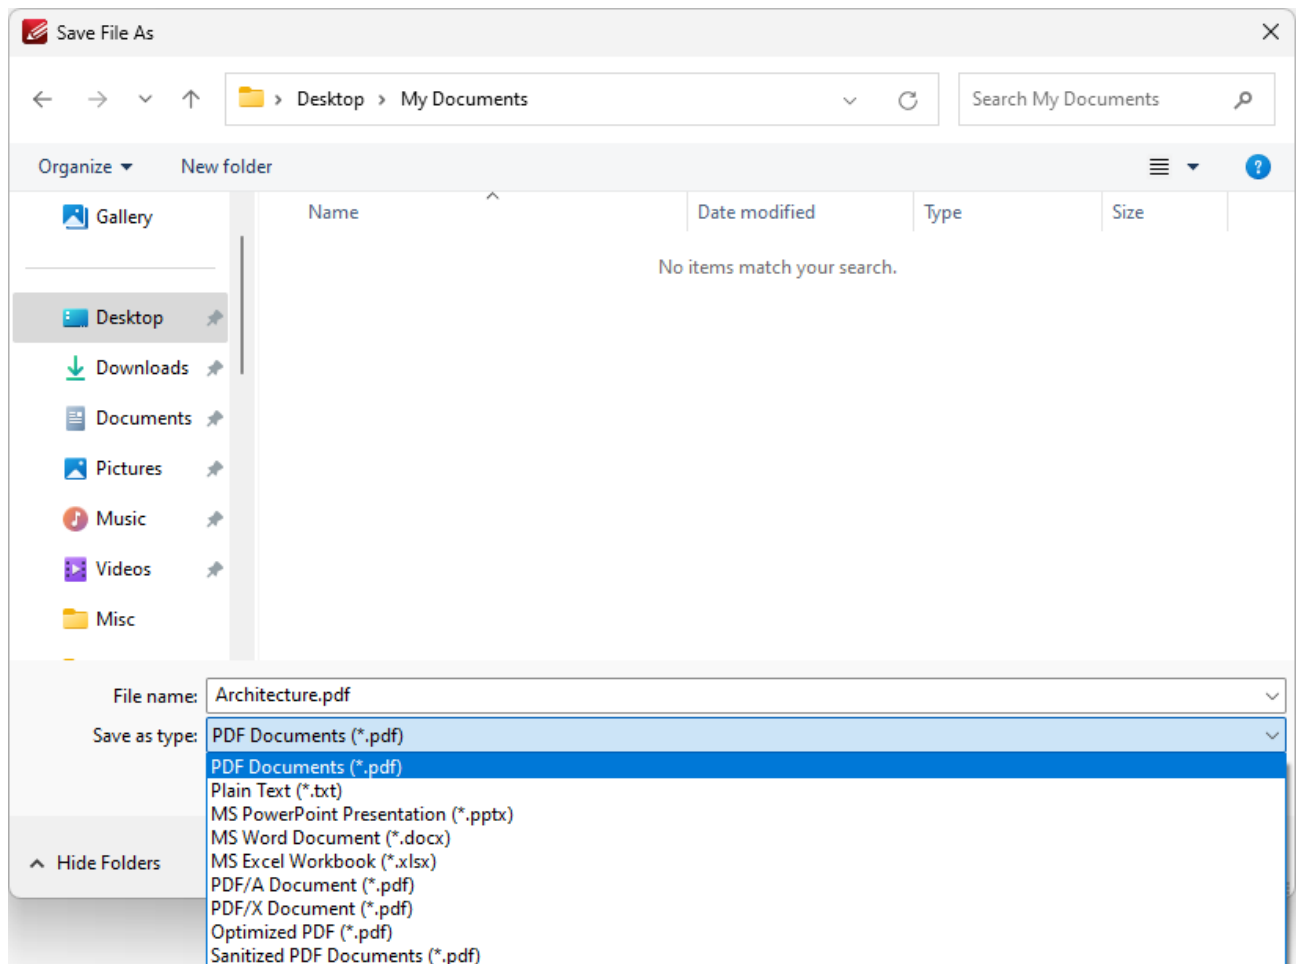 Save File As
Desktop > My Documents
Search My Documents
Organize
New folder
Name
Date modified
Type
Size
Gallery
No items match your search.
Desktop
Downloads
Documents
Pictures
Music
Videos
Misc
File name: Architecture.pdf
Save as type: PDF Documents (*.pdf)
PDF Documents (*.pdf)
Plain Text (*.txt)
MS PowerPoint Presentation (*.pptx)
MS Word Document (*.docx)
MS Excel Workbook (*.xlsx)
Hide Folders
PDF/A Document (*.pdf)
PDF/X Document (*.pdf)
Optimized PDF (*.pdf)
Sanitized PDF Documents (*.pdf)